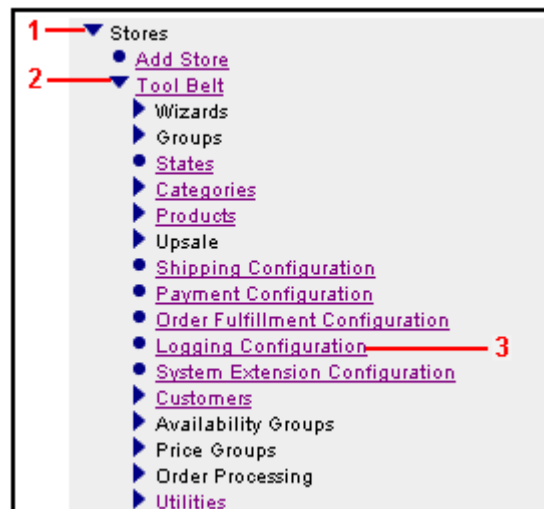 1 Stores
Add Store
2 Tool Belt
Wizards
Groups
States
Categories
Products
Upsale
Shipping Configuration
Payment Configuration
Order Fulfillment Configuration
Logging Configuration 3
System Extension Configuration
Customers
Availability Groups
Price Groups
Order Processing
Utilities